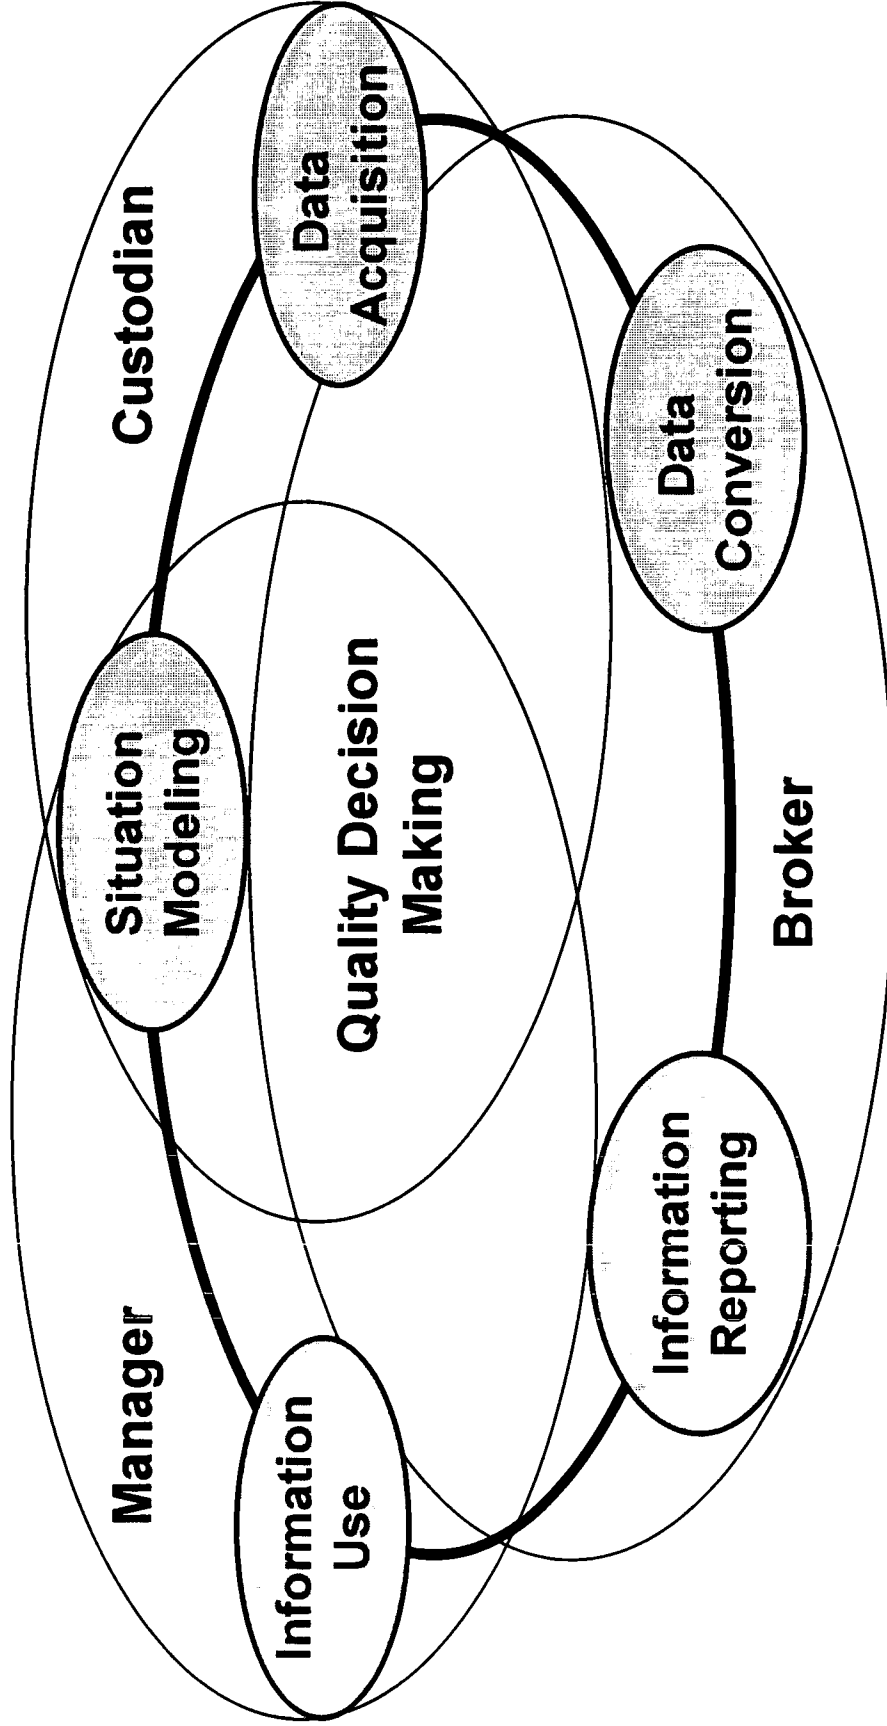 Manager
Custodian
Situation
Modeling
Information
Use
Data
Acquisition
Quality Decision
Making
Information
Reporting
Data
Conversion
Broker